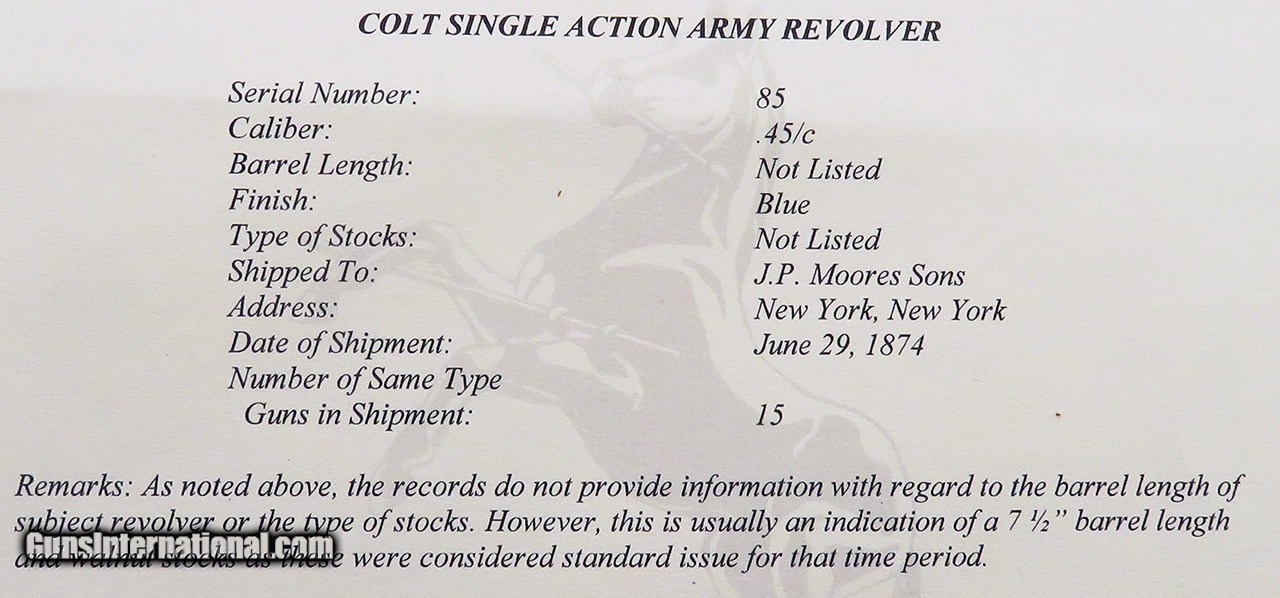 COLT SINGLE ACTION ARMY REVOLVER
Serial Number: 85
Caliber: .45/c
Barrel Length: Not Listed
Finish: Blue
Type of Stocks: Not Listed
Shipped To: J.P. Moores Sons
Address: New York, New York
Date of Shipment: June 29, 1874
Number of Same Type
Guns in Shipment: 15
Remarks: As noted above, the records do not provide information with regard to the barrel length of
subject revolver or the type of stocks. However, this is usually an indication of a 7 ½" barrel length
and walnut stocks as these were considered standard issue for that time period.
GunsInternational.com